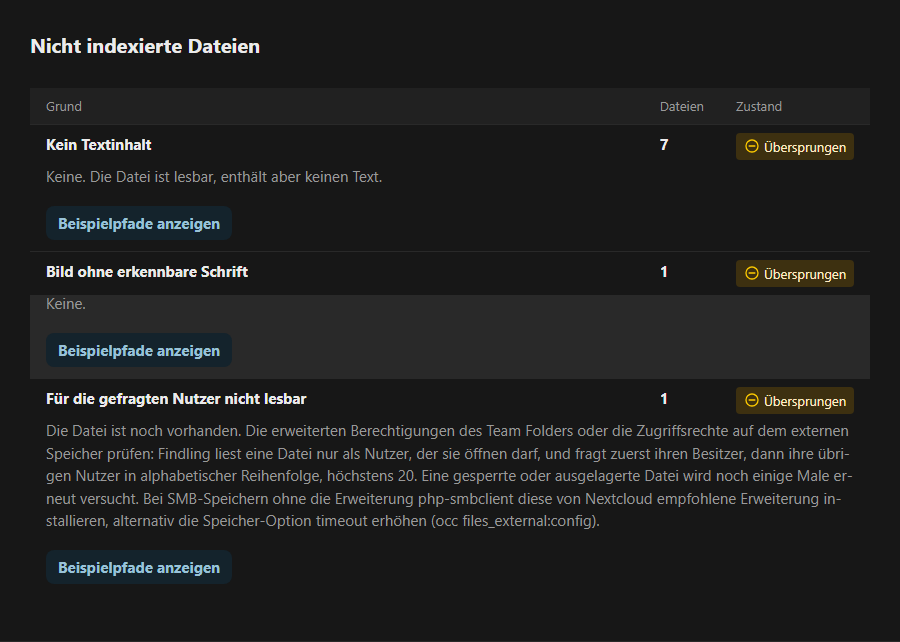 Nicht indexierte Dateien
Grund Dateien Zustand
Kein Textinhalt 7 Übersprungen
Keine. Die Datei ist lesbar, enthält aber keinen Text.
Beispielpfade anzeigen
Bild ohne erkennbare Schrift 1 Übersprungen
Keine.
Beispielpfade anzeigen
Für die gefragten Nutzer nicht lesbar 1 Übersprungen
Die Datei ist noch vorhanden. Die erweiterten Berechtigungen des Team Folders oder die Zugriffsrechte auf dem externen
Speicher prüfen: Findling liest eine Datei nur als Nutzer, der sie öffnen darf, und fragt zuerst ihren Besitzer, dann ihre übri-
gen Nutzer in alphabetischer Reihenfolge, höchstens 20. Eine gesperrte oder ausgelagerte Datei wird noch einige Male er-
neut versucht. Bei SMB-Speichern ohne die Erweiterung php-smbclient diese von Nextcloud empfohlene Erweiterung in-
stallieren, alternativ die Speicher-Option timeout erhöhen (occ files_external:config).
Beispielpfade anzeigen